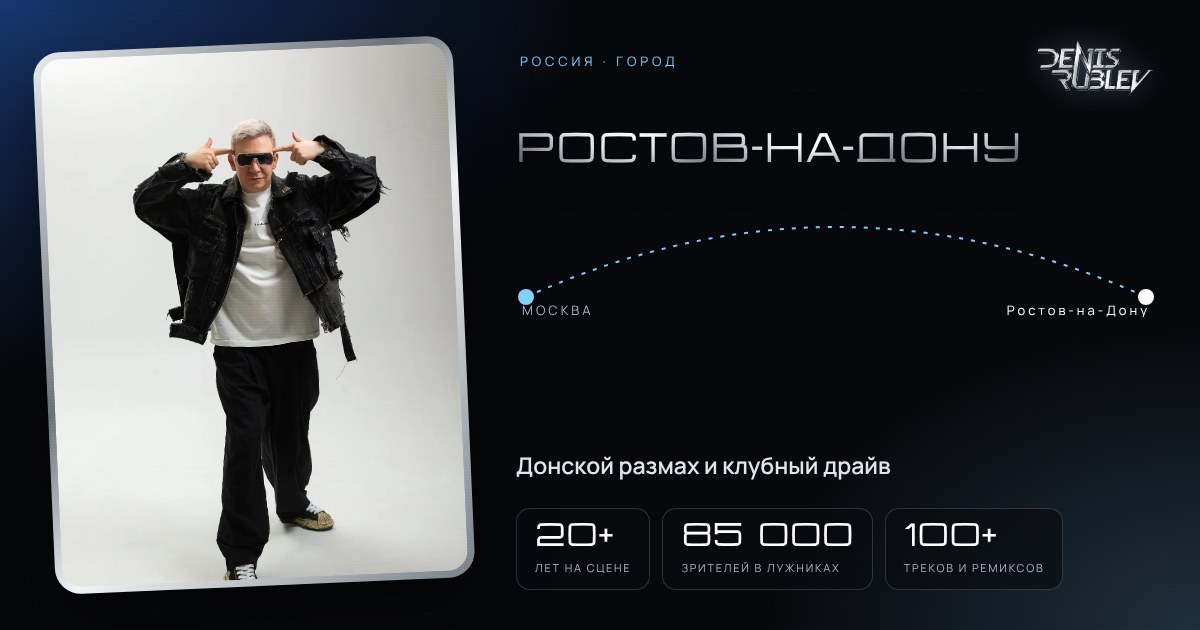 РОССИЯ · ГОРОД
DENIS
RUBLEV
РОСТОВ-НА-ДОНУ
МОСКВА
Ростов-на-Дону
Донской размах и клубный драйв
20+
ЛЕТ НА СЦЕНЕ
85 000
ЗРИТЕЛЕЙ В ЛУЖНИКАХ
100+
ТРЕКОВ И РЕМИКСОВ